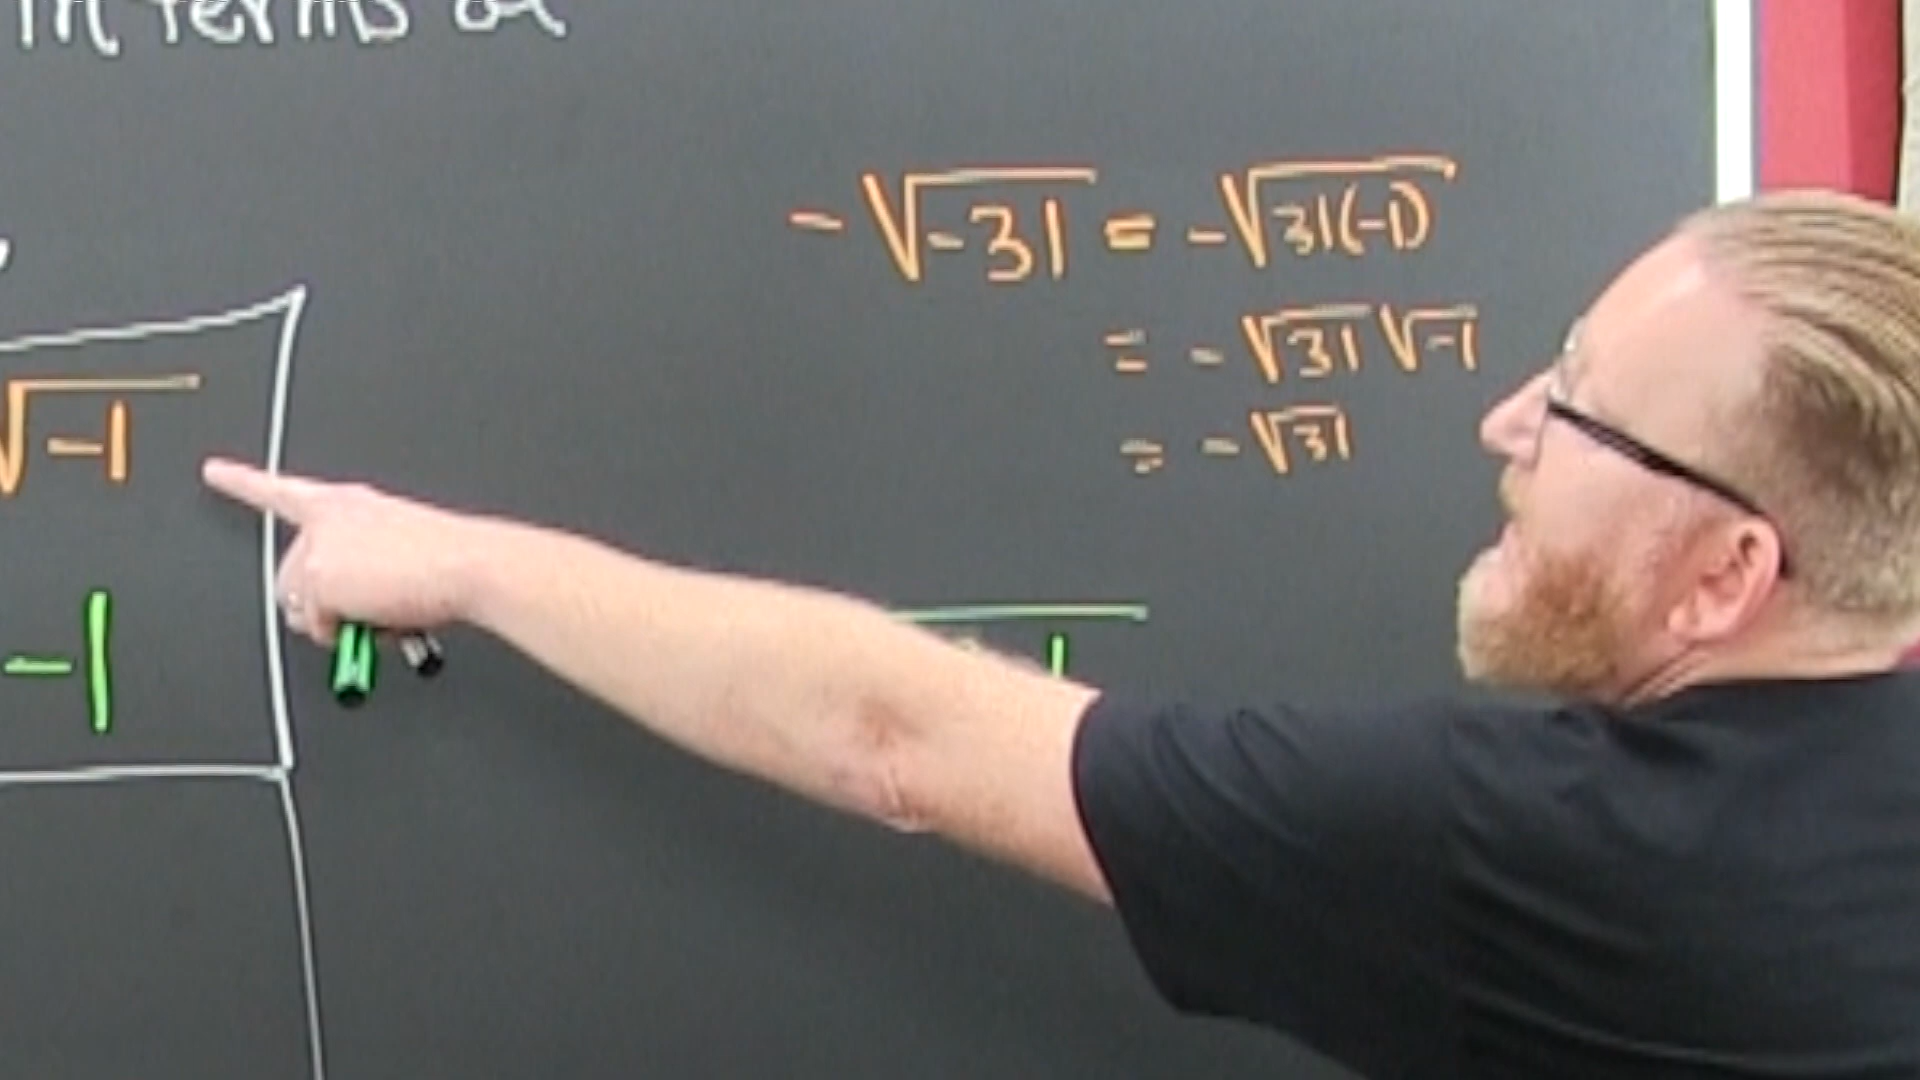 in terms of
-√-31 = -√31(-1)
= -√31 √-1
= -√31
√-1
-1